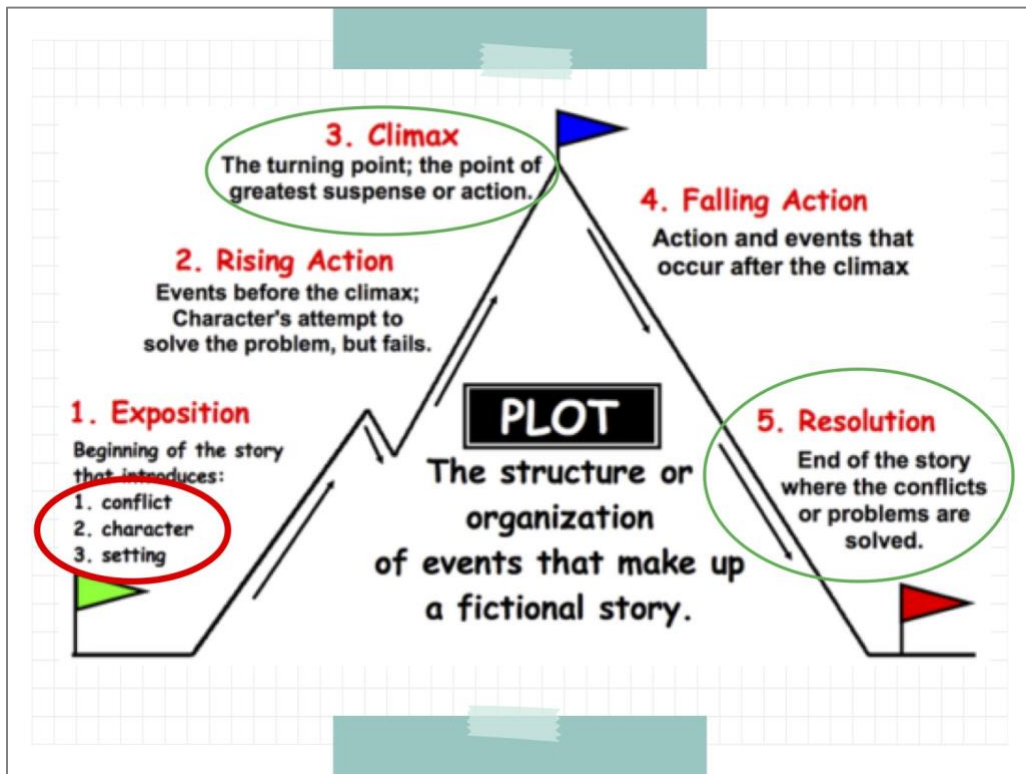 3. Climax
The turning point; the point of
greatest suspense or action.
4. Falling Action
Action and events that
occur after the climax
2. Rising Action
Events before the climax;
Character's attempt to
solve the problem, but fails.
1. Exposition
Beginning of the story
that introduces:
1. conflict
2. character
3. setting
PLOT
The structure or
organization
of events that make up
a fictional story.
5. Resolution
End of the story
where the conflicts
or problems are
solved.